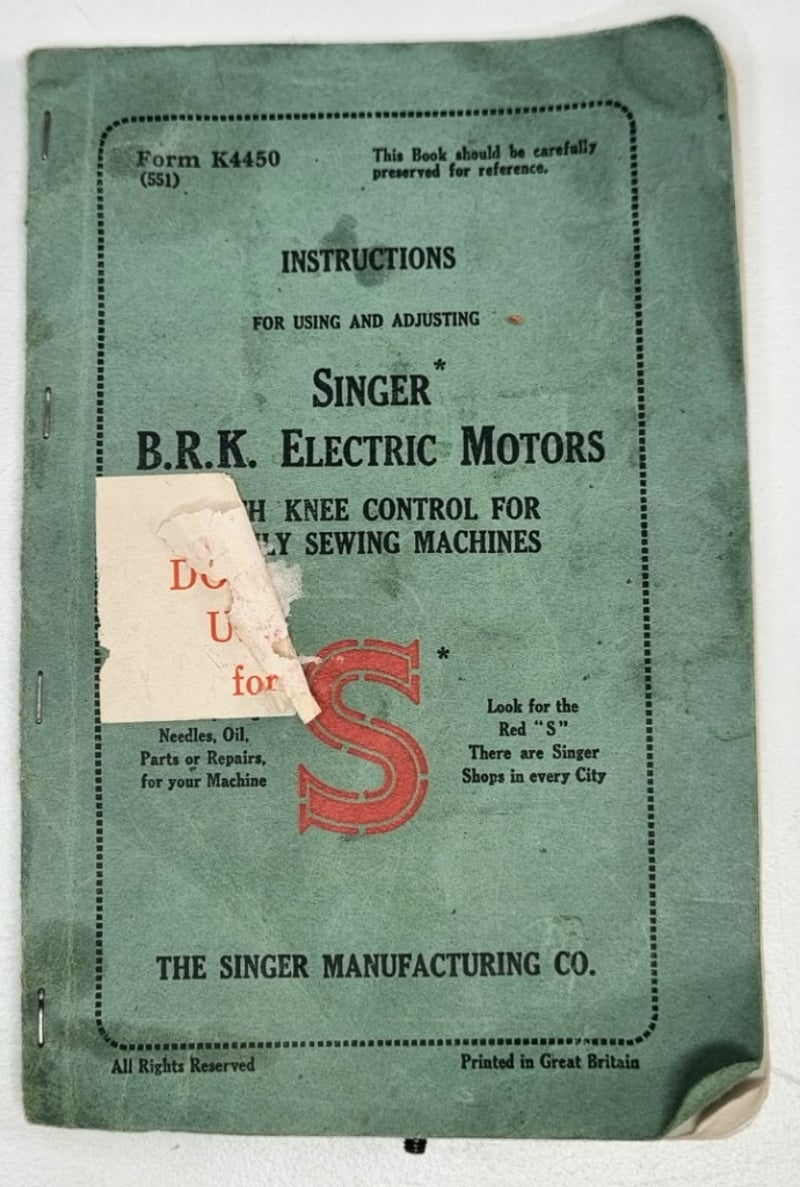 Form K4450
(551)
This Book should be carefully
preserved for reference.
INSTRUCTIONS
FOR USING AND ADJUSTING
SINGER*
B.R.K. ELECTRIC MOTORS
KNEE CONTROL FOR
SEWING MACHINES
for
S*
Needles, Oil,
Parts or Repairs,
for your Machine
Look for the
Red "S"
There are Singer
Shops in every City
THE SINGER MANUFACTURING CO.
All Rights Reserved
Printed in Great Britain